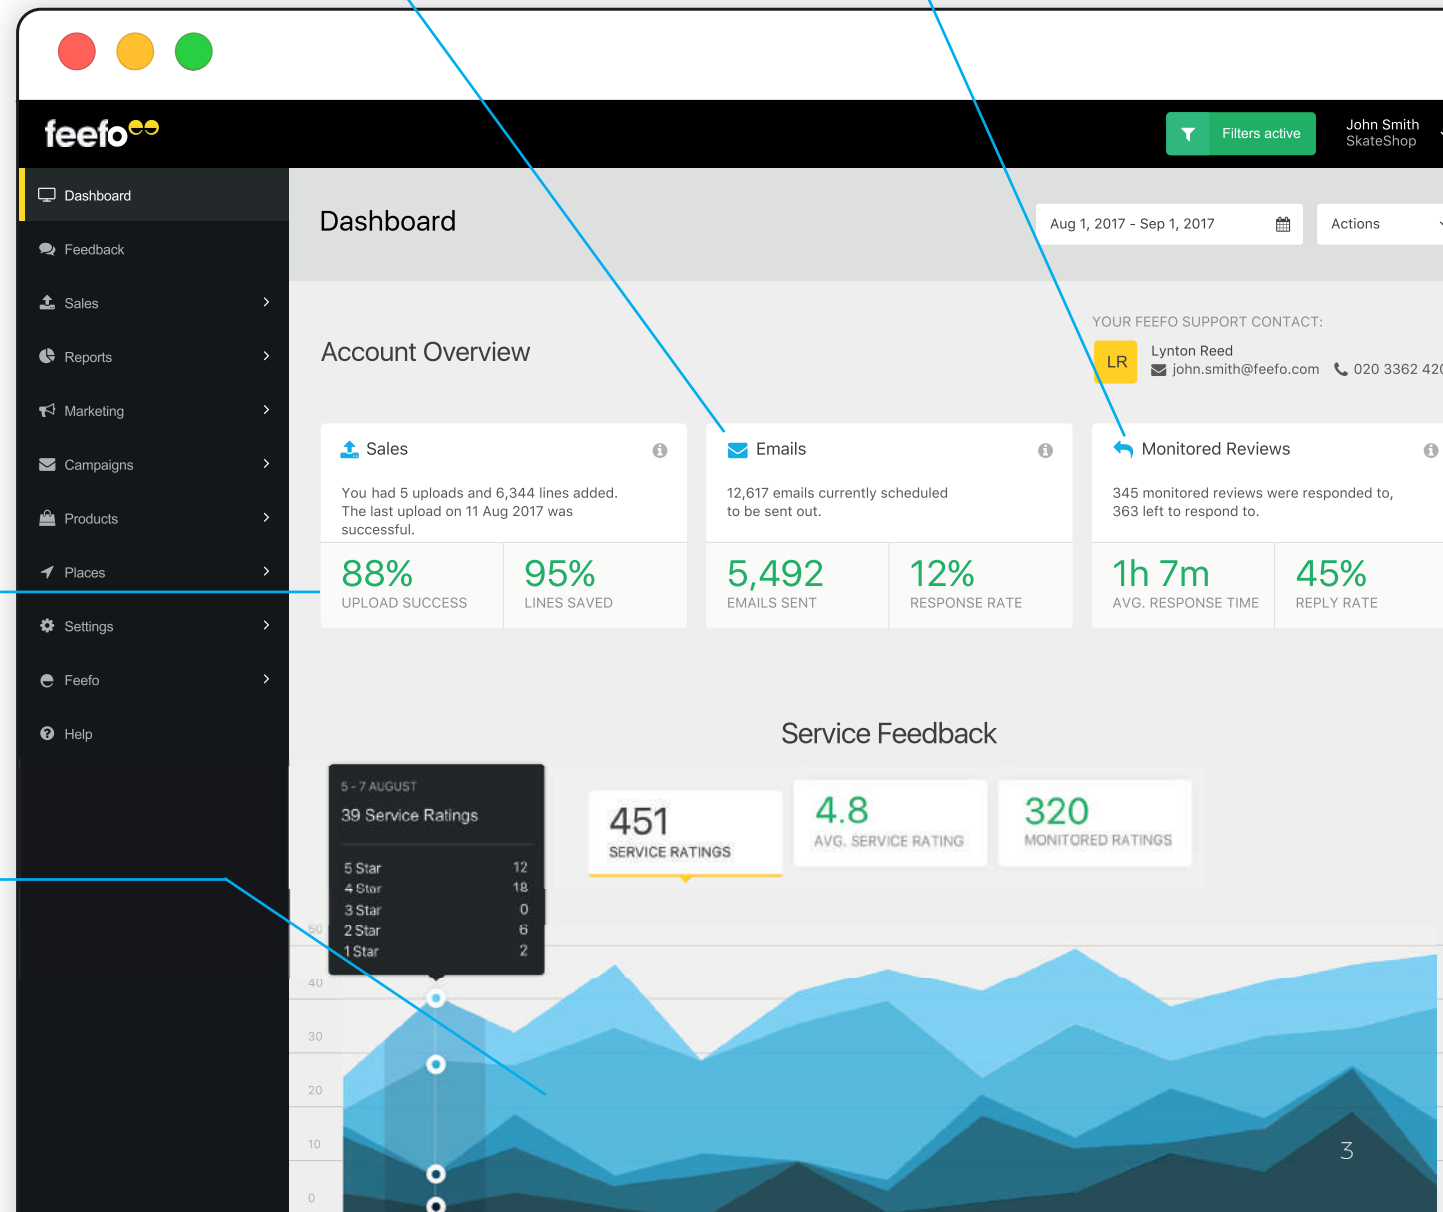 feefo
Filters active
John Smith
SkateShop
Dashboard
Feedback
Sales
Reports
Marketing
Campaigns
Products
Places
Settings
Feefo
Help
Dashboard
Aug 1, 2017 - Sep 1, 2017
Actions
Account Overview
YOUR FEEFO SUPPORT CONTACT:
LR
Lynton Reed
john.smith@feefo.com 020 3362 420
Sales
You had 5 uploads and 6,344 lines added.
The last upload on 11 Aug 2017 was
successful.
88%
UPLOAD SUCCESS
95%
LINES SAVED
Emails
12,617 emails currently scheduled
to be sent out.
5,492
EMAILS SENT
12%
RESPONSE RATE
Monitored Reviews
345 monitored reviews were responded to,
363 left to respond to.
1h 7m
AVG. RESPONSE TIME
45%
REPLY RATE
Service Feedback
5 - 7 AUGUST
39 Service Ratings
5 Star 12
4 Star 18
3 Star 0
2 Star 6
1 Star 2
451
SERVICE RATINGS
4.8
AVG. SERVICE RATING
320
MONITORED RATINGS
50
40
30
20
10
0
3